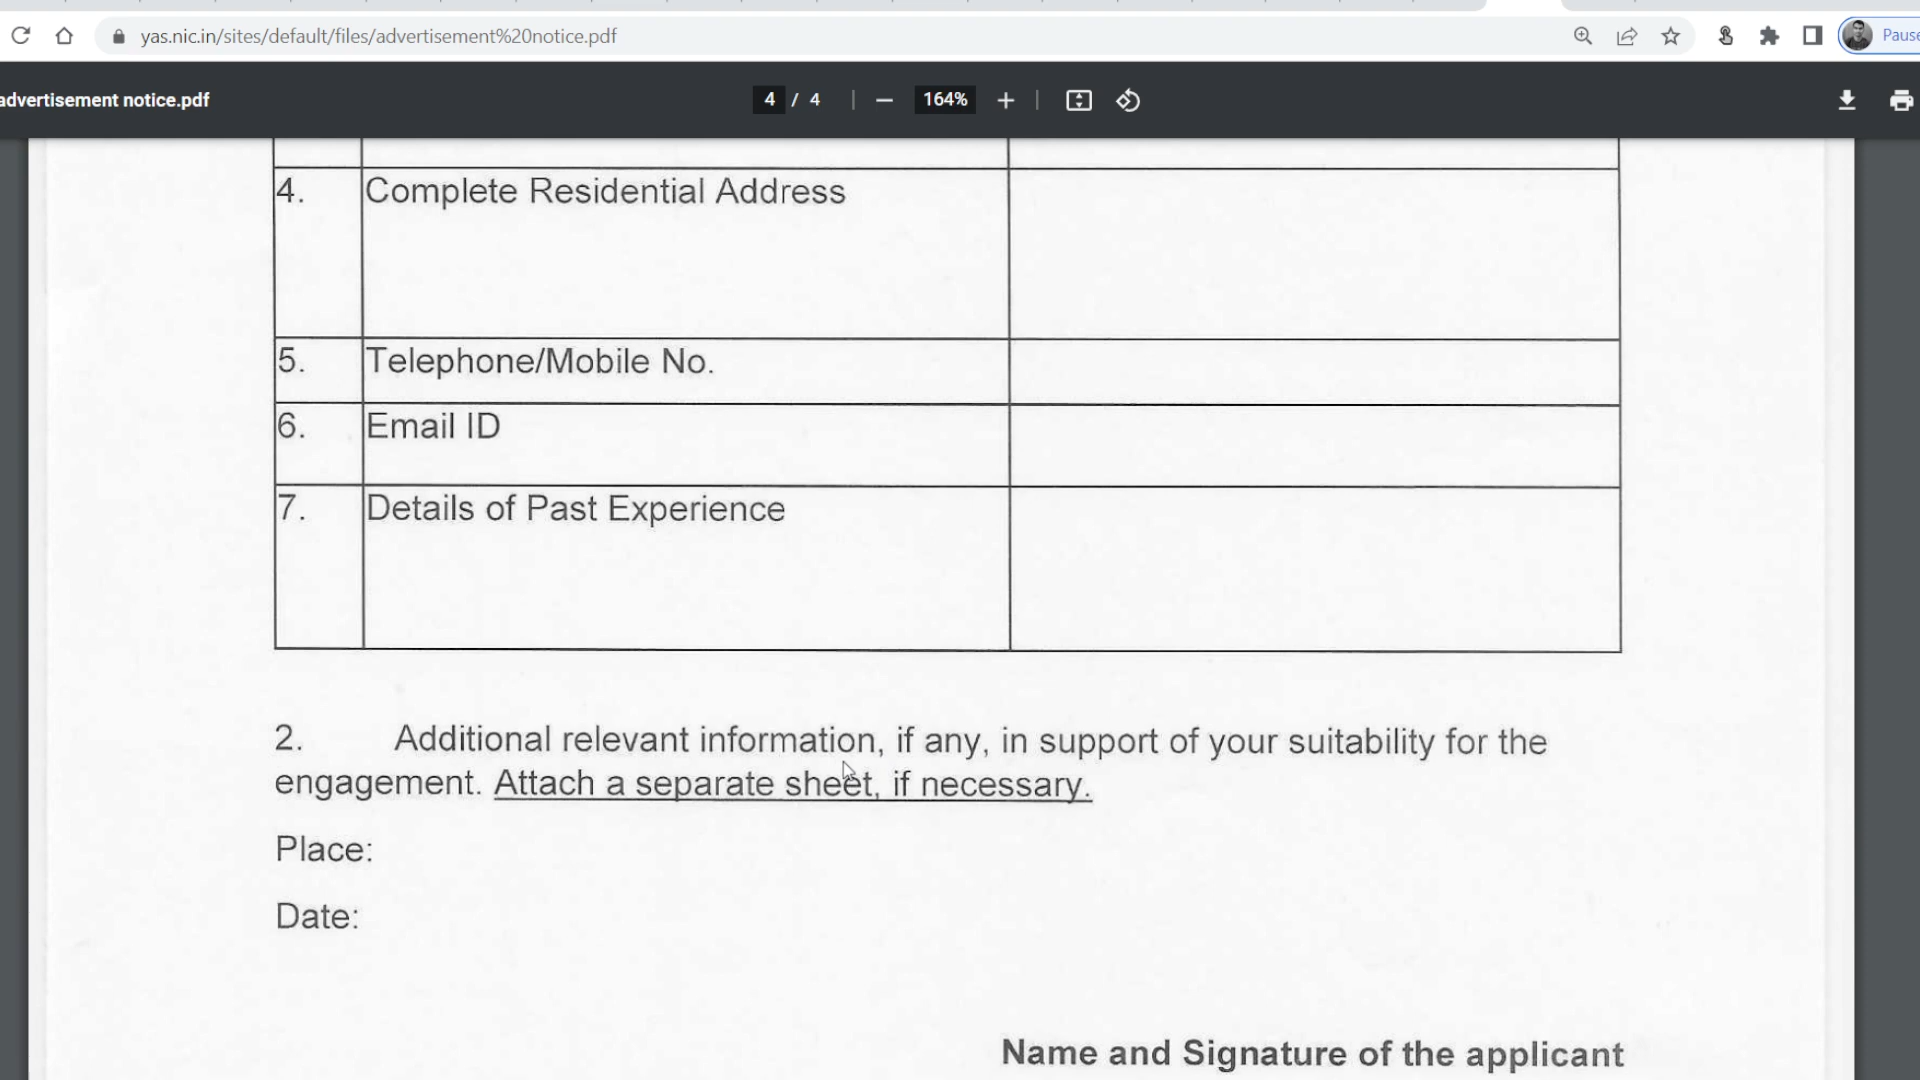 yas.nic.in/sites/default/files/advertisement%20notice.pdf
Pause
advertisement notice.pdf
4 / 4
164%
4. Complete Residential Address
5. Telephone/Mobile No.
6. Email ID
7. Details of Past Experience
2. Additional relevant information, if any, in support of your suitability for the
engagement. Attach a separate sheet, if necessary.
Place:
Date:
Name and Signature of the applicant